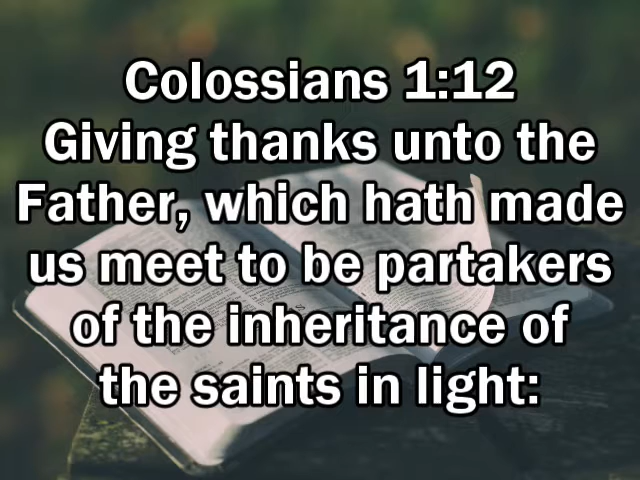 Colossians 1:12
Giving thanks unto the
Father, which hath made
us meet to be partakers
of the inheritance of
the saints in light: